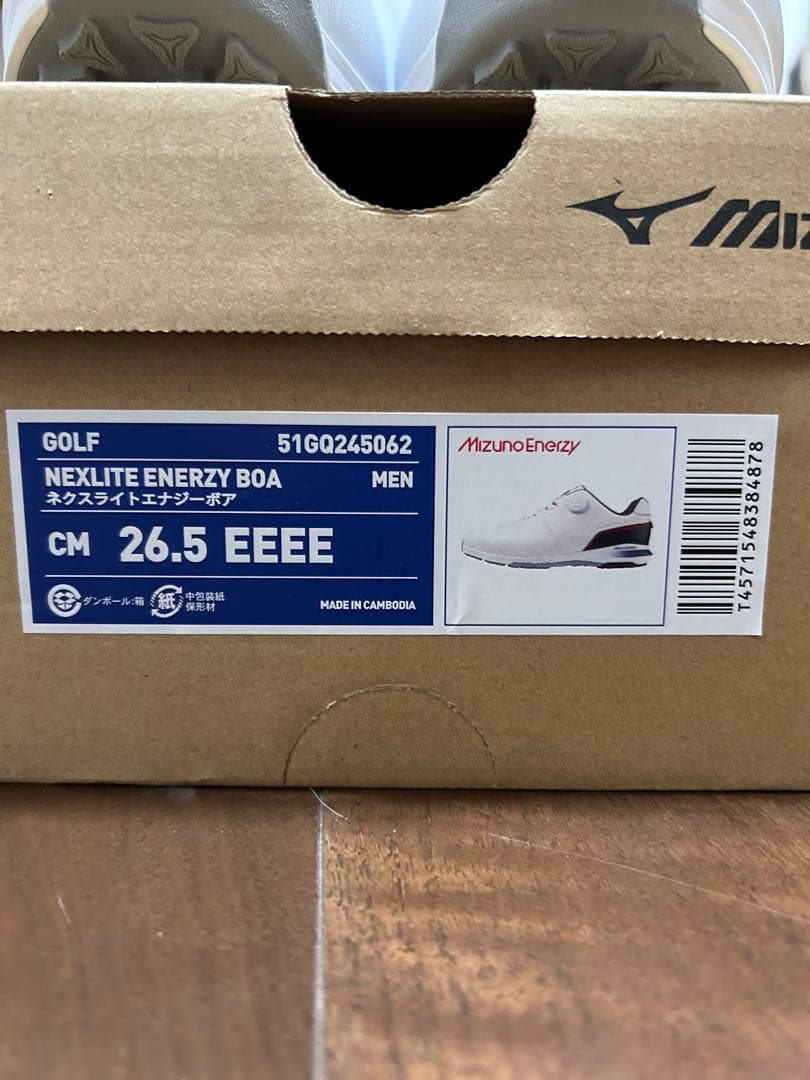 GOLF 51GQ245062
NEXLITE ENERZY BOA MEN
ネクスライトエナジーボア
CM 26.5 EEEE
ダンボール:箱
紙
中包装紙
保形材
MADE IN CAMBODIA
MizunoEnerzy
T4571548384878